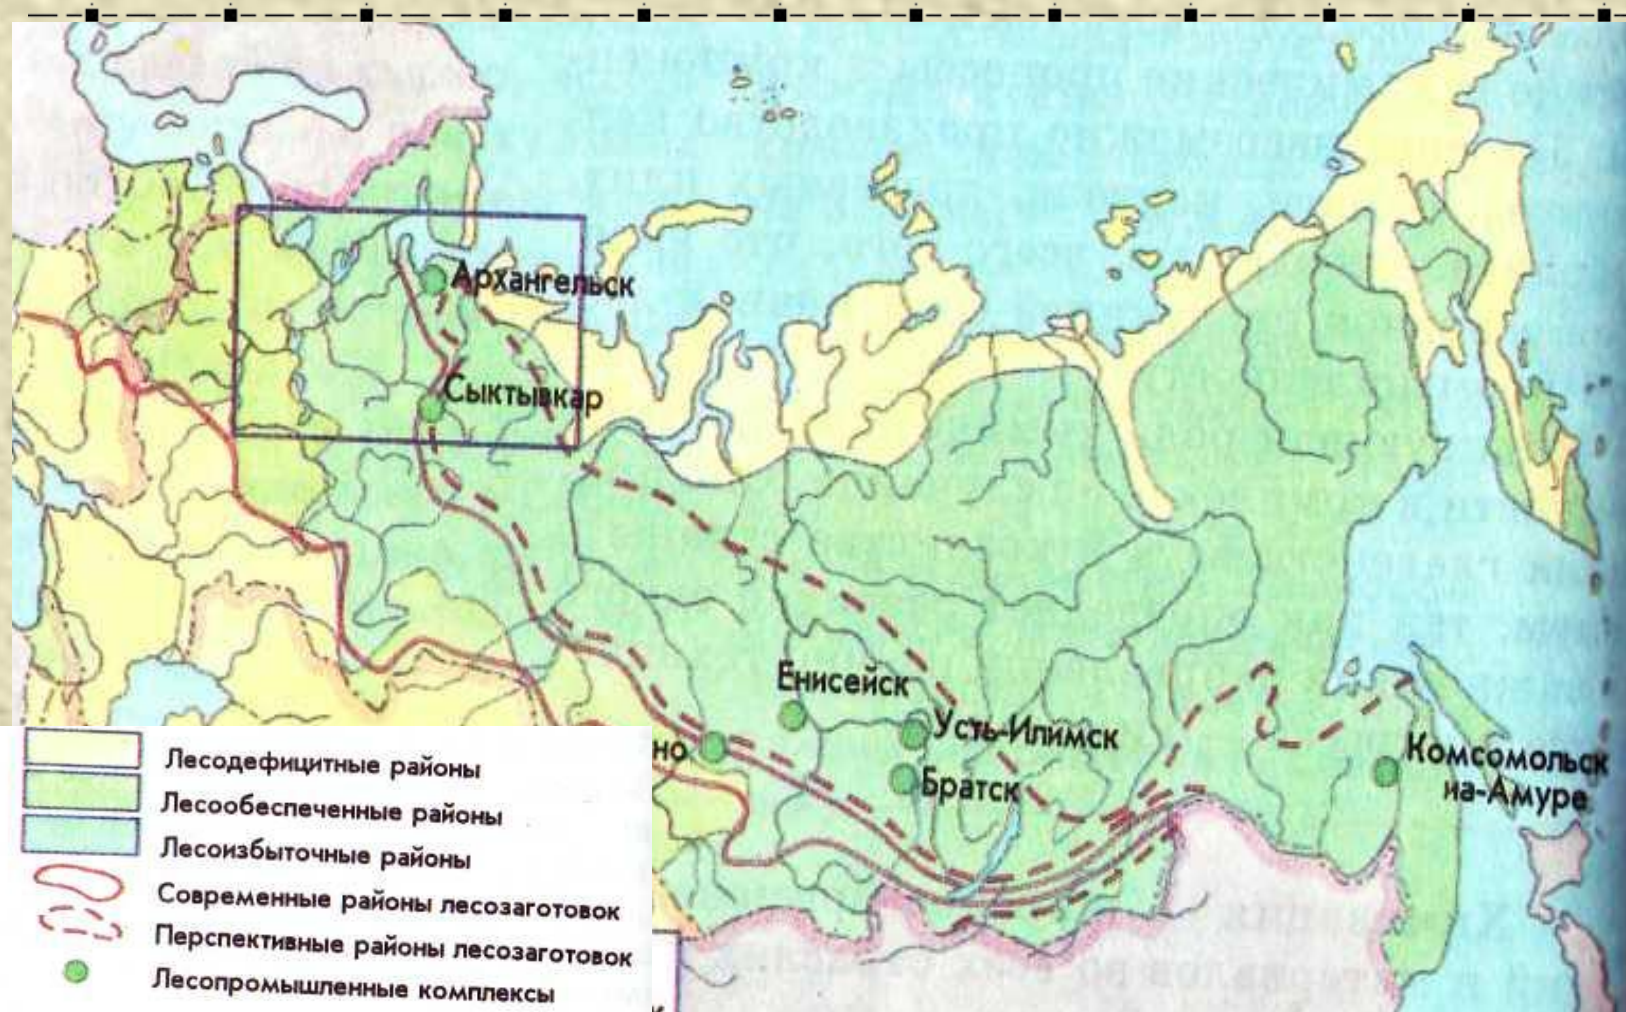 Архангельск
Сыктывкар
Енисейск
Усть-Илимск
но
Братск
Комсомольск
на-Амуре
Лесодефицитные районы
Лесообеспеченные районы
Лесоизбыточные районы
Современные районы лесозаготовок
Перспективные районы лесозаготовок
Лесопромышленные комплексы